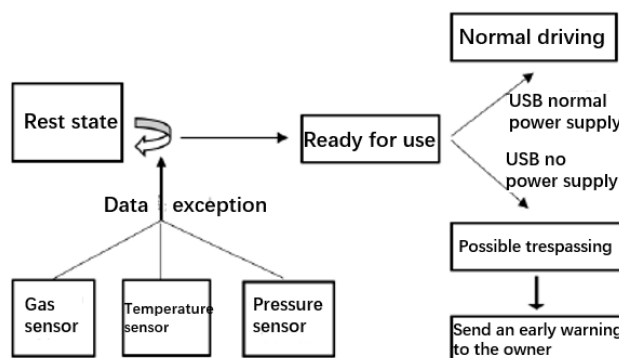 Normal driving
Rest state
USB normal
power supply
Ready for use
USB no
power supply
Data exception
Possible trespassing
Gas
sensor
Temperature
sensor
Pressure
sensor
Send an early warning
to the owner